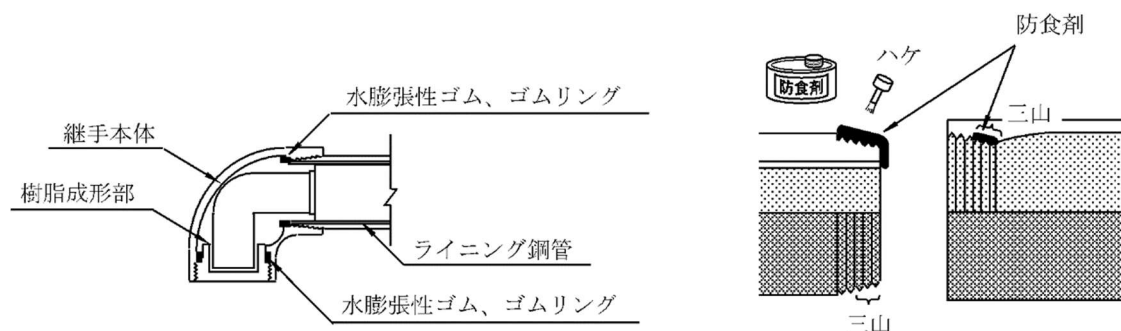 水膨張性ゴム、ゴムリング
継手本体
樹脂成形部
ライニング鋼管
水膨張性ゴム、ゴムリング
防食剤
ハケ
防食剤
三山
三山